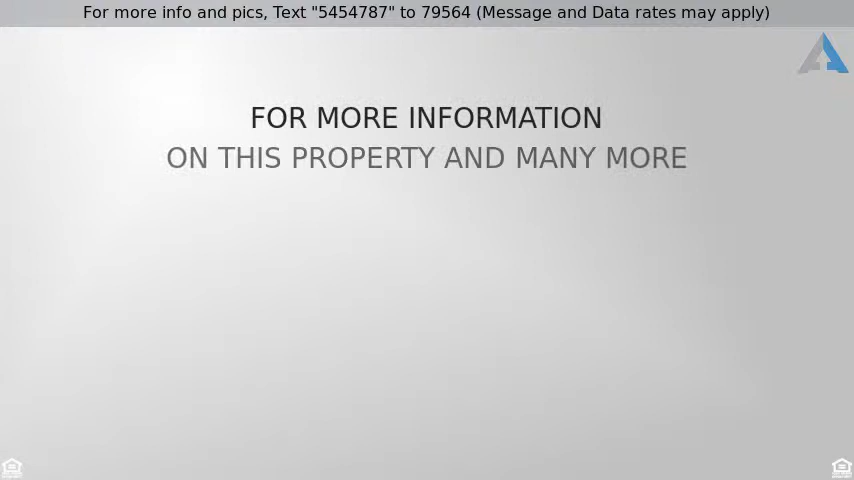 For more info and pics, Text "5454787" to 79564 (Message and Data rates may apply)
FOR MORE INFORMATION
ON THIS PROPERTY AND MANY MORE